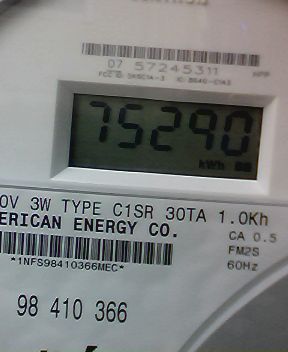 07 57245311
75290
kWh
0V 3W TYPE C1SR 30TA 1.0Kh
ERICAN ENERGY CO.
CA 0.5
FM2S
60Hz
*1NFS98410366MEC*
98 410 366